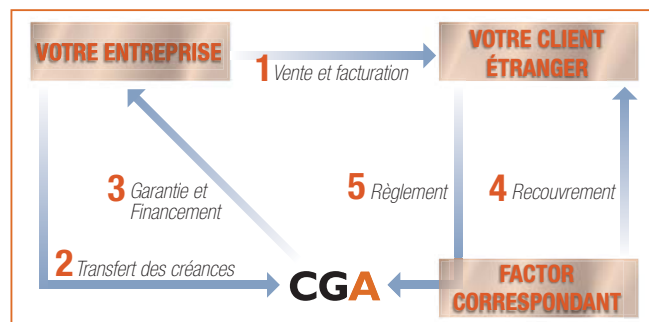 VOTRE ENTREPRISE
VOTRE CLIENT
ÉTRANGER
1 Vente et facturation
3 Garantie et
Financement
5 Règlement
4 Recouvrement
2 Transfert des créances
CGA
FACTOR
CORRESPONDANT